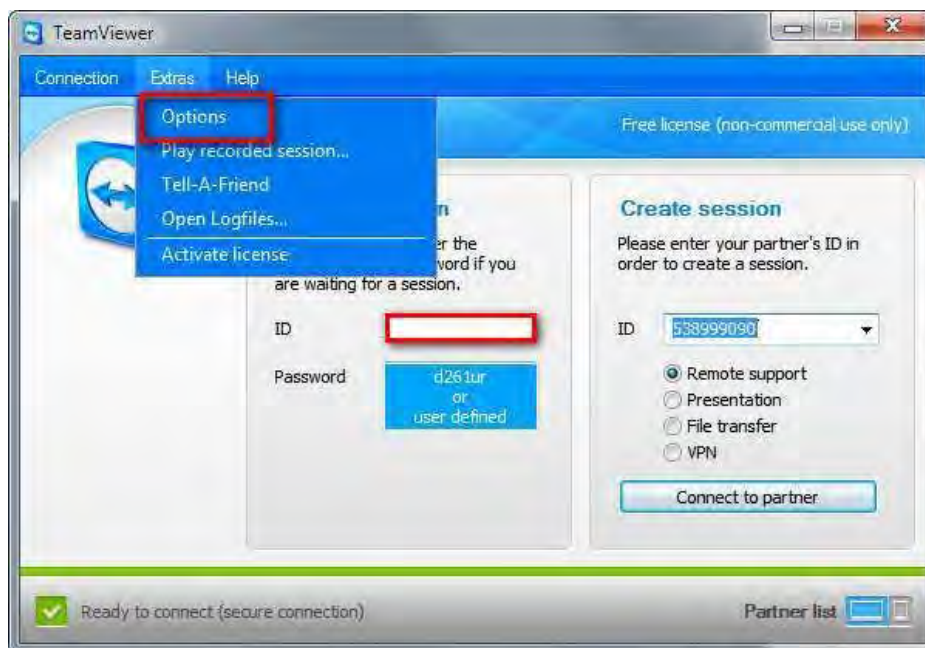 TeamViewer
Connection Extras Help
Options
Play recorded session...
Tell-A-Friend
Open Logfiles...
Activate license
Free license (non-commercial use only)
n
er the
word if you
are waiting for a session.
ID
Password
d261ur
or
user defined
Create session
Please enter your partner's ID in
order to create a session.
ID 538999090
Remote support
Presentation
File transfer
VPN
Connect to partner
Ready to connect (secure connection)
Partner list